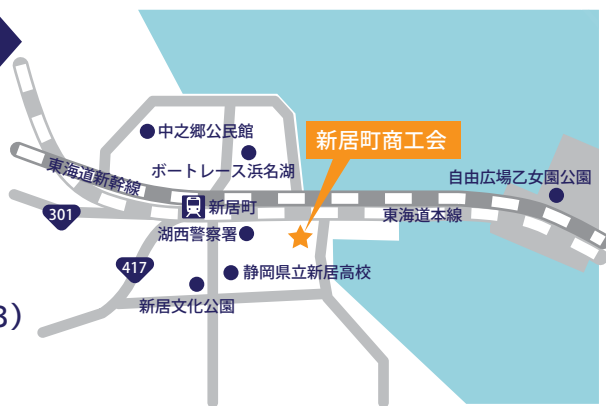 中之郷公民館
新居町商工会
ボートレース浜名湖
東海道新幹線
自由広場乙女園公園
新居町
東海道本線
301
湖西警察署
417
静岡県立新居高校
新居文化公園
3）